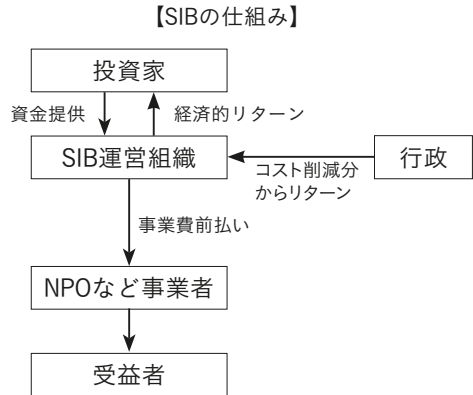 【SIBの仕組み】
投資家
資金提供
経済的リターン
SIB運営組織
行政
コスト削減分
からリターン
事業費前払い
NPOなど事業者
受益者